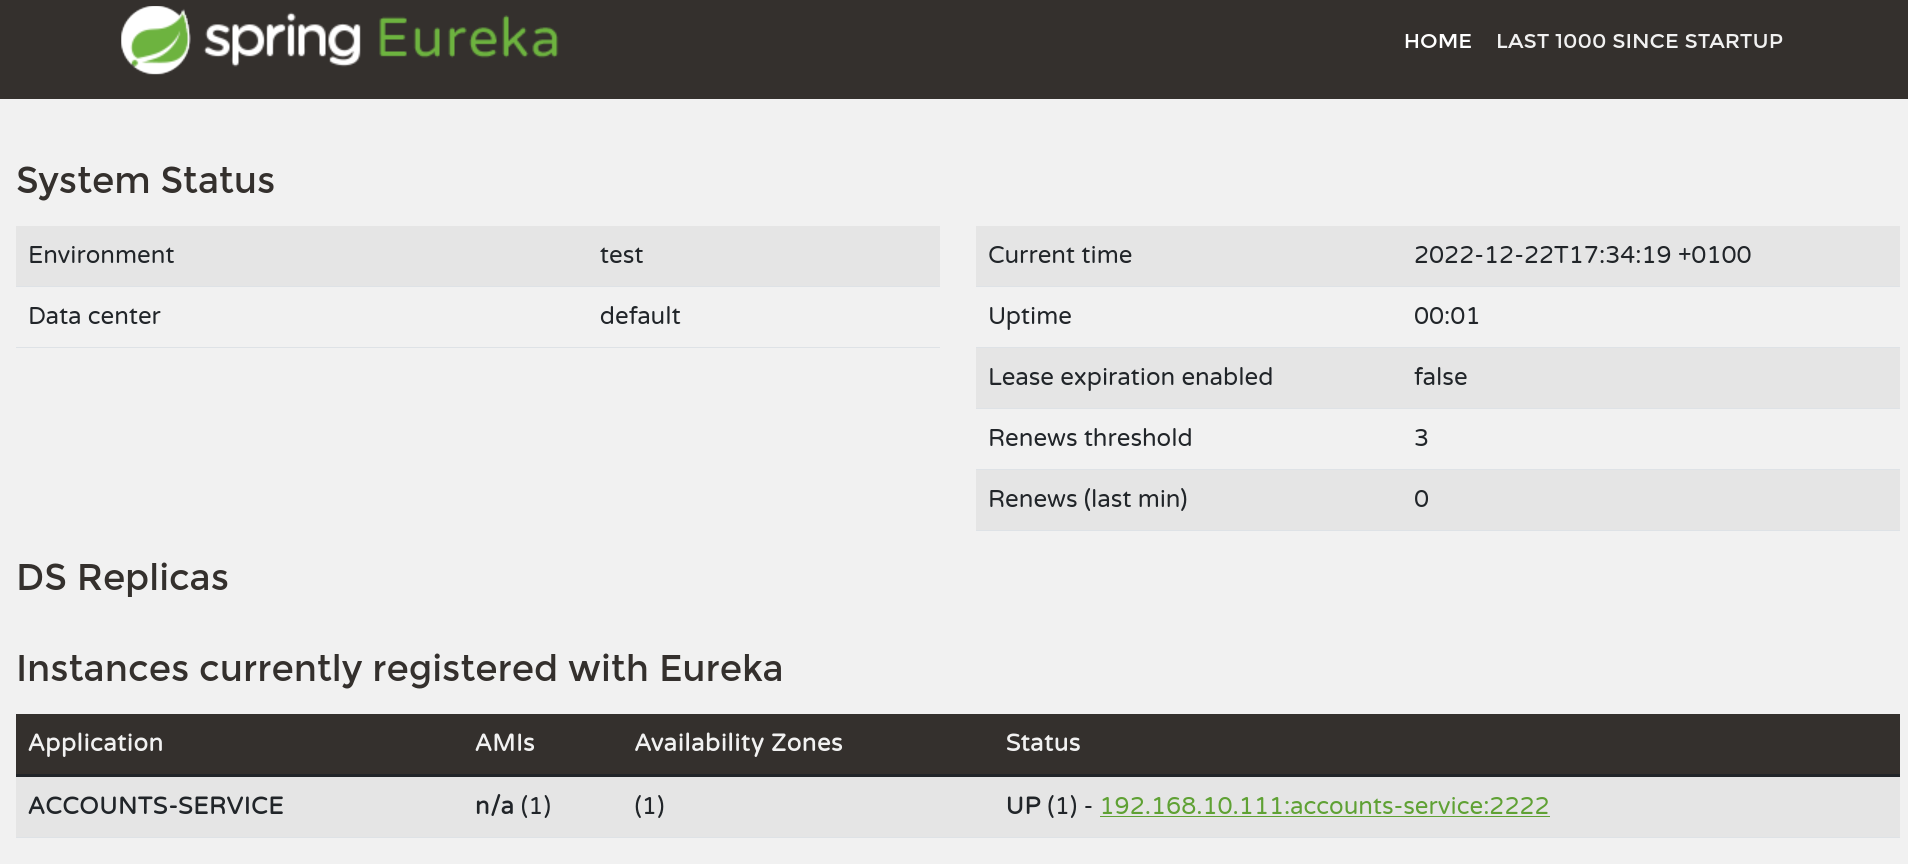 spring Eureka
HOME LAST 1000 SINCE STARTUP
System Status
Environment test
Data center default
Current time 2022-12-22T17:34:19 +0100
Uptime 00:01
Lease expiration enabled false
Renews threshold 3
Renews (last min) 0
DS Replicas
Instances currently registered with Eureka
Application AMIs Availability Zones Status
ACCOUNTS-SERVICE n/a (1) (1) UP (1) - 192.168.10.111:accounts-service:2222